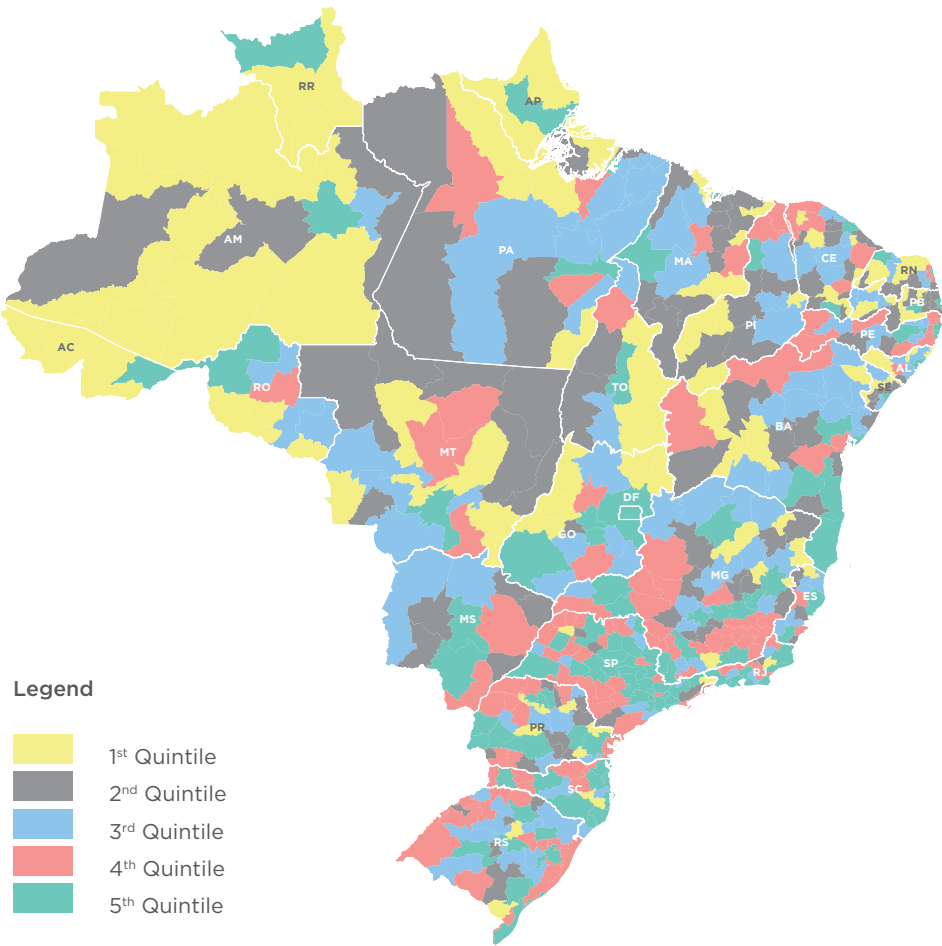 RR
AP
AM
PA
MA
CE
RN
PB
PI
PE
AC
AL
RO
TO
SE
BA
MT
DF
GO
MG
ES
MS
SP
RJ
Legend
PR
1st Quintile
2nd Quintile
SC
3rd Quintile
RS
4th Quintile
5th Quintile